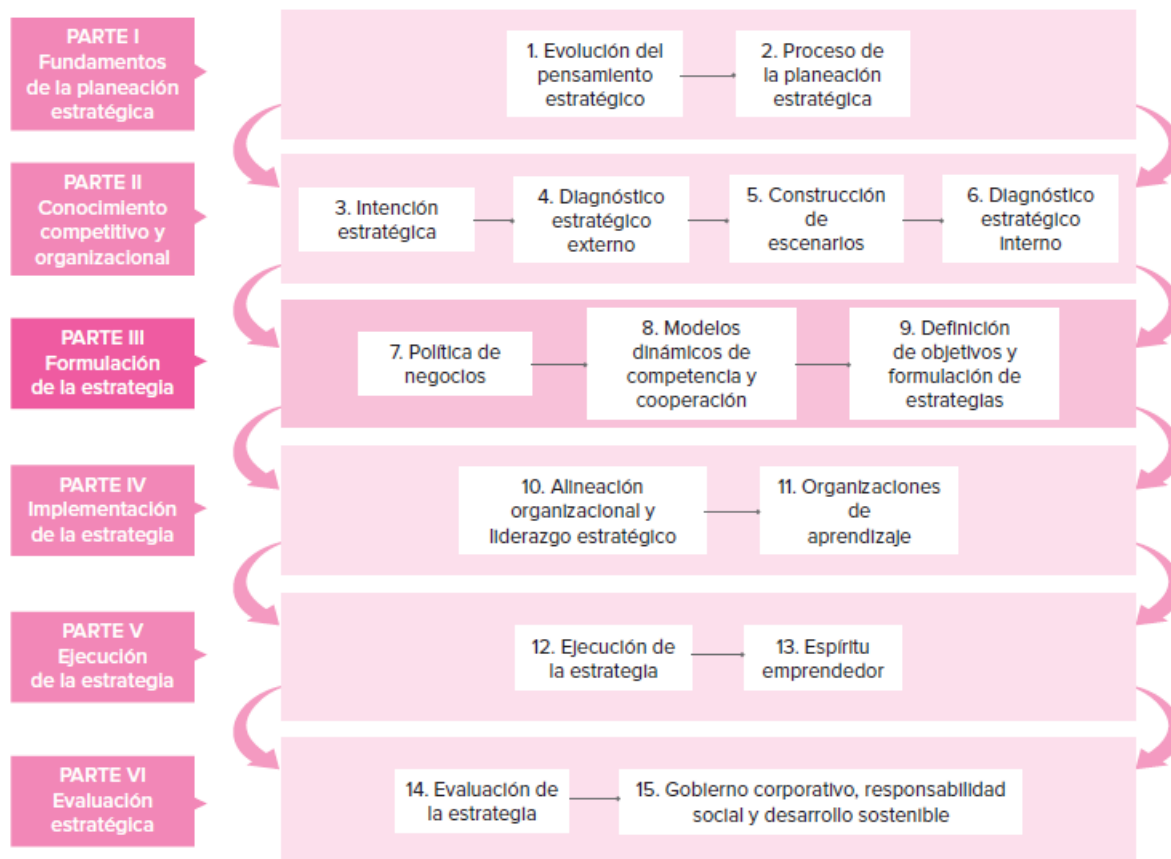 PARTE I
Fundamentos
de la planeación
estratégica
1. Evolución del
pensamiento
estratégico
2. Proceso de
la planeación
estratégica
PARTE II
Conocimiento
competitivo y
organizacional
3. Intención
estratégica
4. Diagnóstico
estratégico
externo
5. Construcción
de
escenarios
6. Diagnóstico
estratégico
interno
PARTE III
Formulación
de la estrategia
7. Política de
negocios
8. Modelos
dinámicos de
competencia y
cooperación
9. Definición
de objetivos y
formulación de
estrategias
PARTE IV
Implementación
de la estrategia
10. Alineación
organizacional y
liderazgo estratégico
11. Organizaciones
de
aprendizaje
PARTE V
Ejecución
de la estrategia
12. Ejecución de
la estrategia
13. Espíritu
emprendedor
PARTE VI
Evaluación
estratégica
14. Evaluación de
la estrategia
15. Gobierno corporativo, responsabilidad
social y desarrollo sostenible